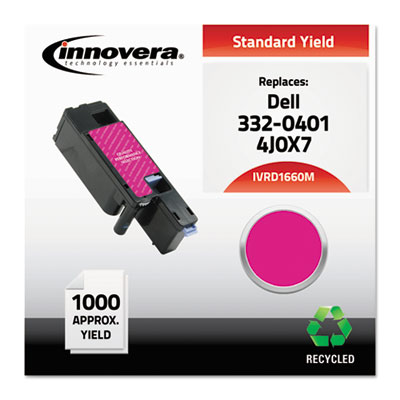 innovera
technology essentials
Standard Yield
Replaces:
Dell
332-0401
4J0X7
IVRD1660M
1000
APPROX.
YIELD
RECYCLED